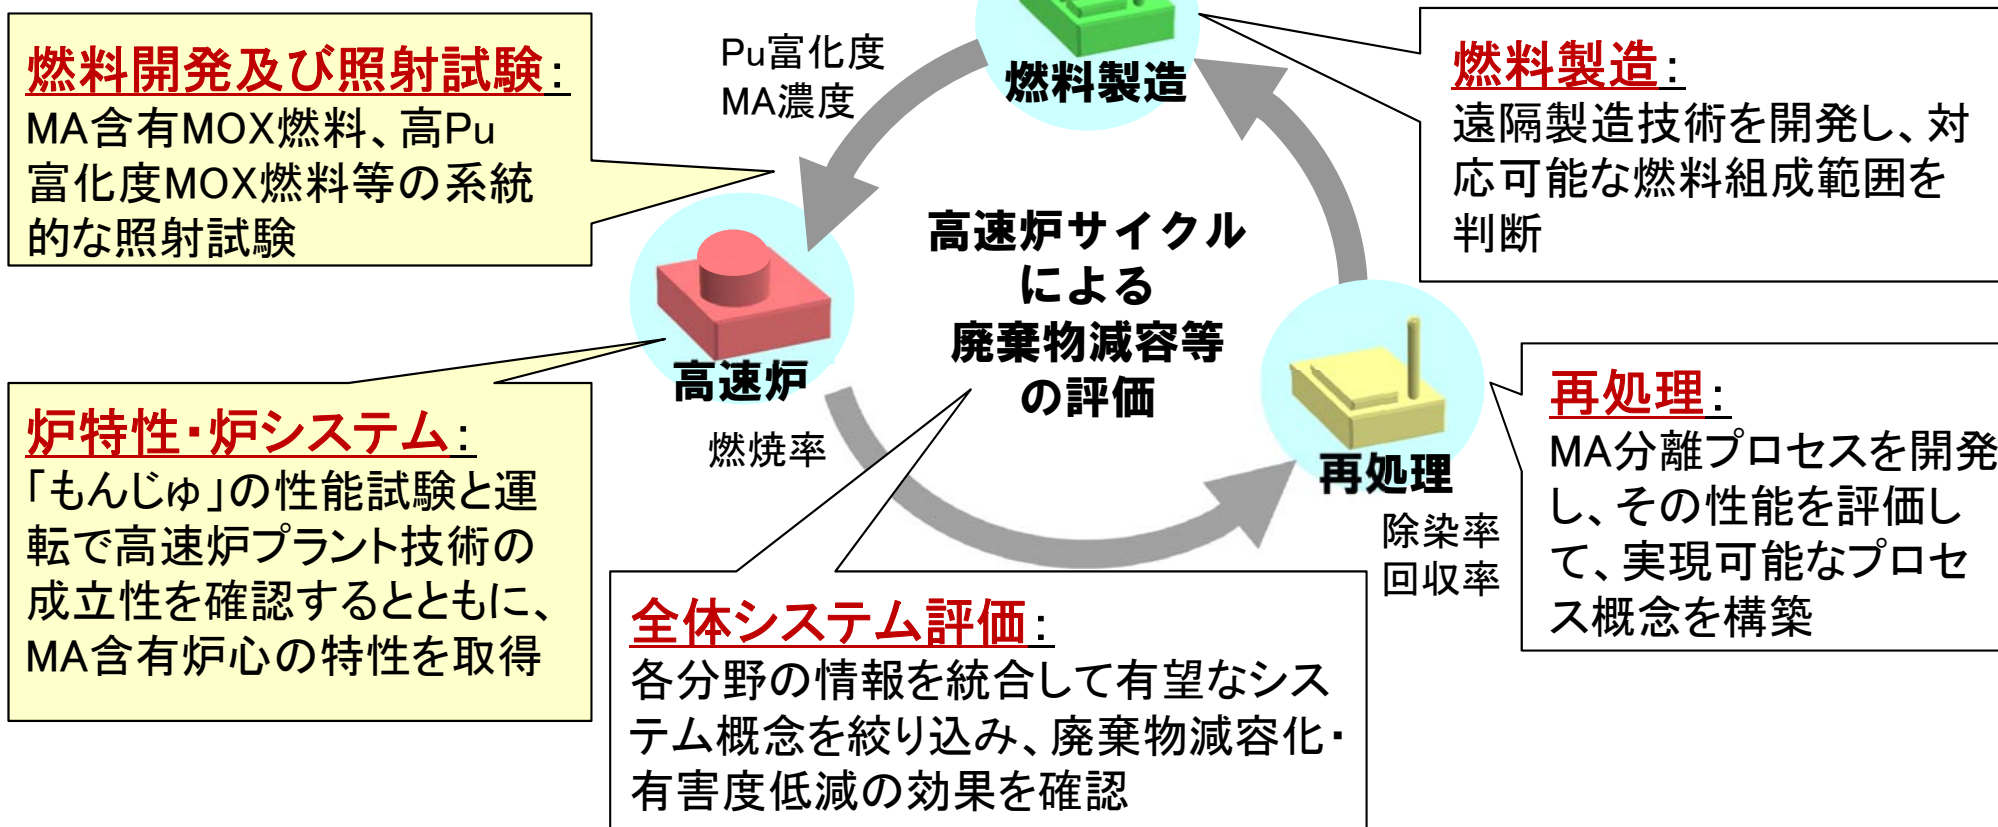 燃料開発及び照射試験:
MA含有MOX燃料、高Pu
富化度MOX燃料等の系統
的な照射試験
Pu富化度
MA濃度
燃料製造
燃料製造:
遠隔製造技術を開発し、対
応可能な燃料組成範囲を
判断
高速炉サイクル
による
廃棄物減容等
の評価
高速炉
燃焼率
炉特性・炉システム:
「もんじゅ」の性能試験と運
転で高速炉プラント技術の
成立性を確認するとともに、
MA含有炉心の特性を取得
再処理
除染率
回収率
再処理:
MA分離プロセスを開発
し、その性能を評価し
て、実現可能なプロセ
ス概念を構築
全体システム評価:
各分野の情報を統合して有望なシス
テム概念を絞り込み、廃棄物減容化・
有害度低減の効果を確認